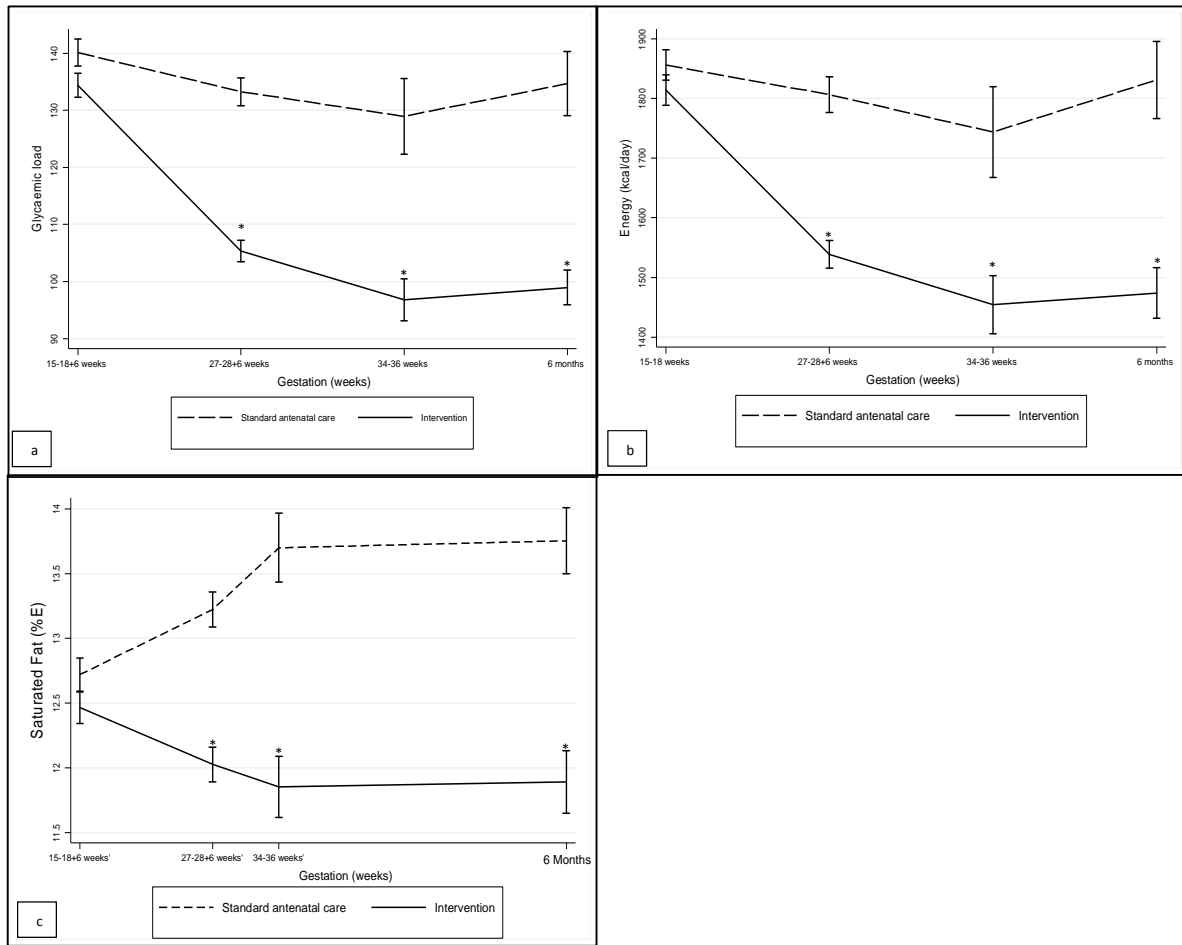 140
130
120
110
100
90
Glycaemic load
*
*
*
15-18+6 weeks
27-28+6 weeks
34-36 weeks
6 months
Gestation (weeks)
Standard antenatal care
Intervention
a
1900
1800
1700
1600
1500
1400
Energy (kcal/day)
*
*
*
15-18 weeks
27-28+6 weeks
34-36 weeks
6 months
Gestation (weeks)
Standard antenatal care
Intervention
b
14
13.5
13
12.5
12
11.5
Saturated Fat (%E)
*
*
*
15-18+6 weeks'
27-28+6 weeks'
34-36 weeks'
6 Months
Gestation (weeks)
Standard antenatal care
Intervention
c